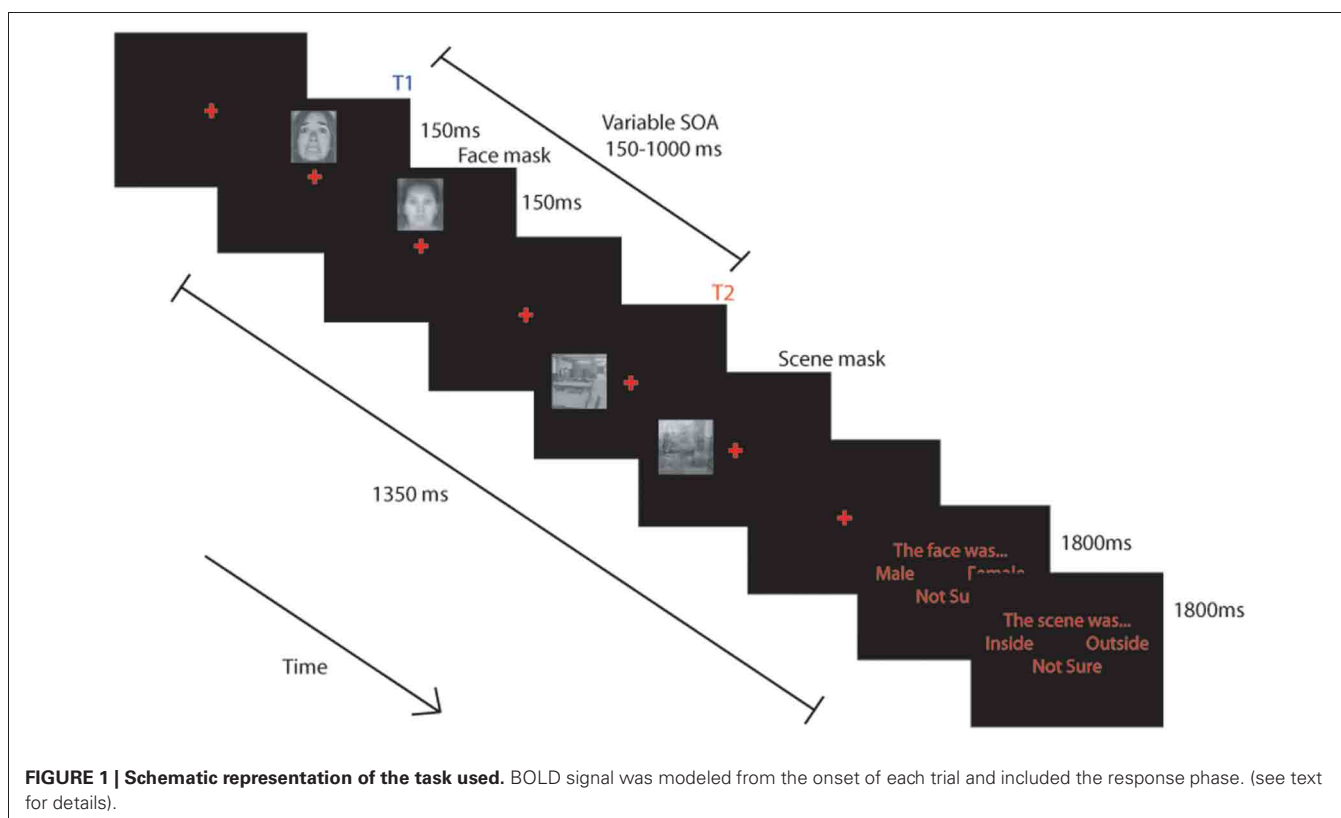 T1
150ms
Variable SOA
150-1000 ms
Face mask
150ms
T2
Scene mask
1350 ms
Time
The face was...
Male
Not Su
1800ms
The scene was...
Inside Outside
Not Sure
1800ms
FIGURE 1 | Schematic representation of the task used. BOLD signal was modeled from the onset of each trial and included the response phase. (see text
for details).